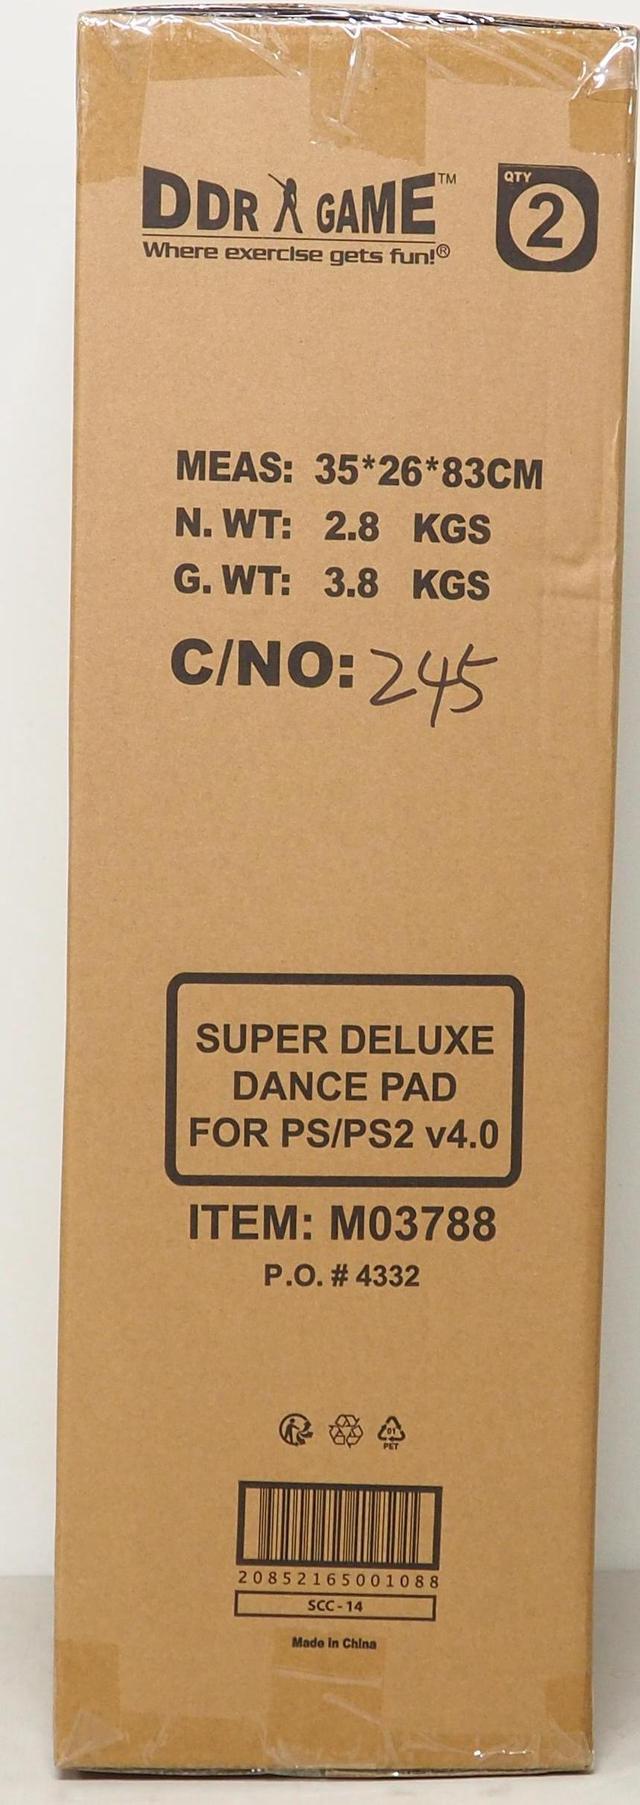 DDR GAME™
QTY
2
Where exercise gets fun!®
MEAS: 35*26*83CM
N. WT: 2.8 KGS
G. WT: 3.8 KGS
C/NO: 245
SUPER DELUXE
DANCE PAD
FOR PS/PS2 v4.0
ITEM: M03788
P.O. # 4332
01
PET
20852165001088
SCC-14
Made in China